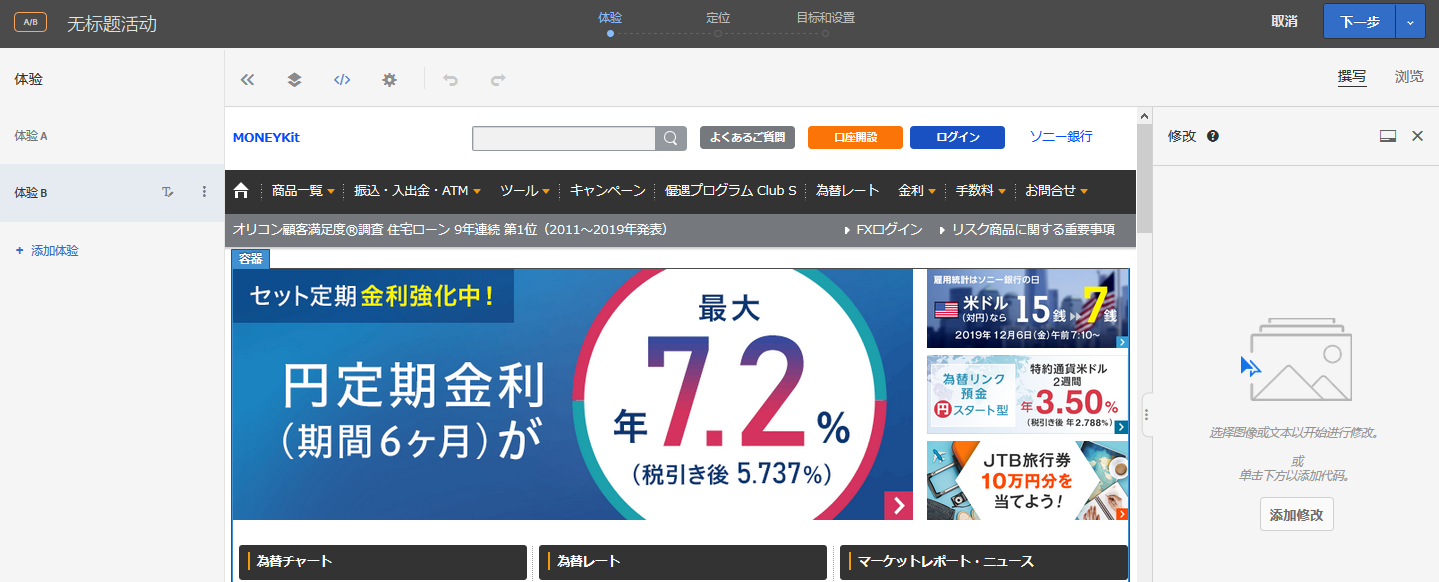 A/B 无标题活动 体验 定位 目标和设置 取消 下一步
体验 撰写 浏览
体验 A
体验 B
+ 添加体验
MONEYKit よくあるご質問 口座開設 ログイン ソニー銀行
商品一覧 振込・入出金・ATM ツール キャンペーン 優遇プログラム Club S 為替レート 金利 手数料 お問合せ
オリコン顧客満足度®調査 住宅ローン 9年連続 第1位（2011～2019年発表） FXログイン リスク商品に関する重要事項
容器
セット定期 金利強化中！
円定期金利
（期間6ヶ月）が
最大
年7.2%
（税引き後 5.737%）
雇用統計はソニー銀行の日
米ドル
（対円）なら
15銭 7銭
2019年12月6日（金）午前7:10～
為替リンク
預金
円スタート型
特約通貨米ドル
2週間
年3.50%
（税引き後 年2.788%）
JTB旅行券
10万円分を
当てよう！
為替チャート 為替レート マーケットレポート・ニュース
修改 ?
选择图像或文本以开始进行修改。
或
单击下方以添加代码。
添加修改